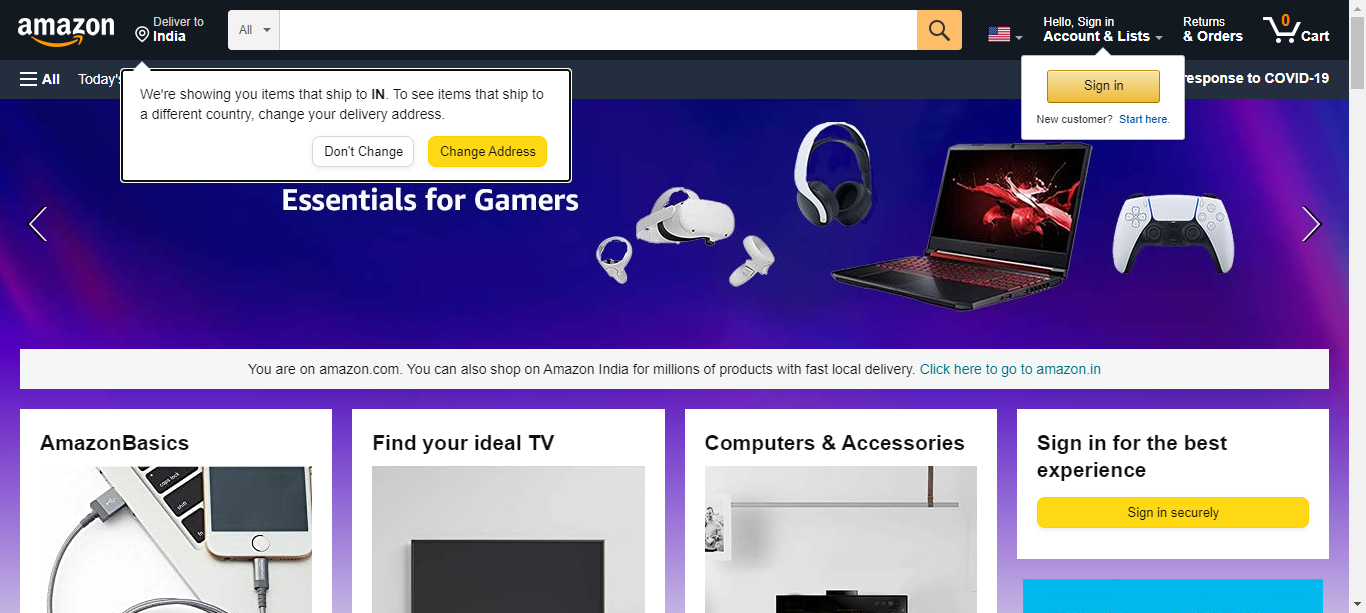 amazon
Deliver to
India
All
Hello, Sign in
Account & Lists
Returns
& Orders
0
Cart
All
Today's
response to COVID-19
We're showing you items that ship to IN. To see items that ship to
a different country, change your delivery address.
Don't Change
Change Address
Sign in
New customer? Start here.
Essentials for Gamers
You are on amazon.com. You can also shop on Amazon India for millions of products with fast local delivery. Click here to go to amazon.in
AmazonBasics
Find your ideal TV
Computers & Accessories
Sign in for the best
experience
Sign in securely
caps lock
shift
fn